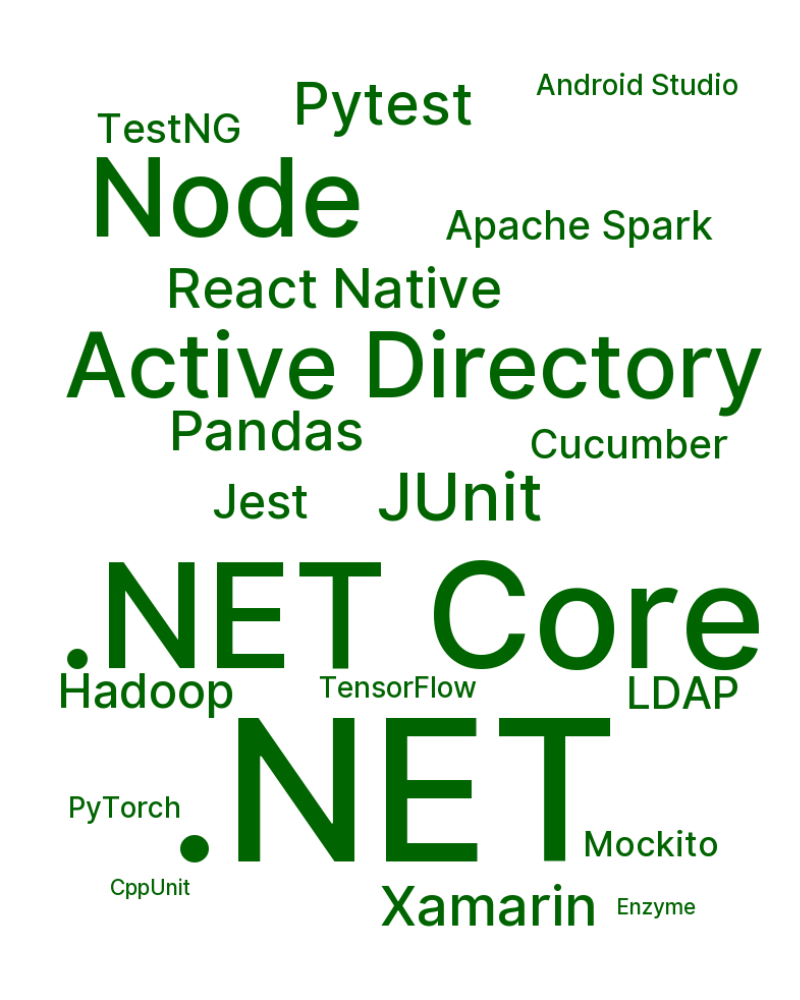 Android Studio
Pytest
TestNG
Node
Apache Spark
React Native
Active Directory
Pandas
Cucumber
Jest
JUnit
.NET Core
Hadoop
TensorFlow
LDAP
.NET
PyTorch
Mockito
CppUnit
Xamarin
Enzyme